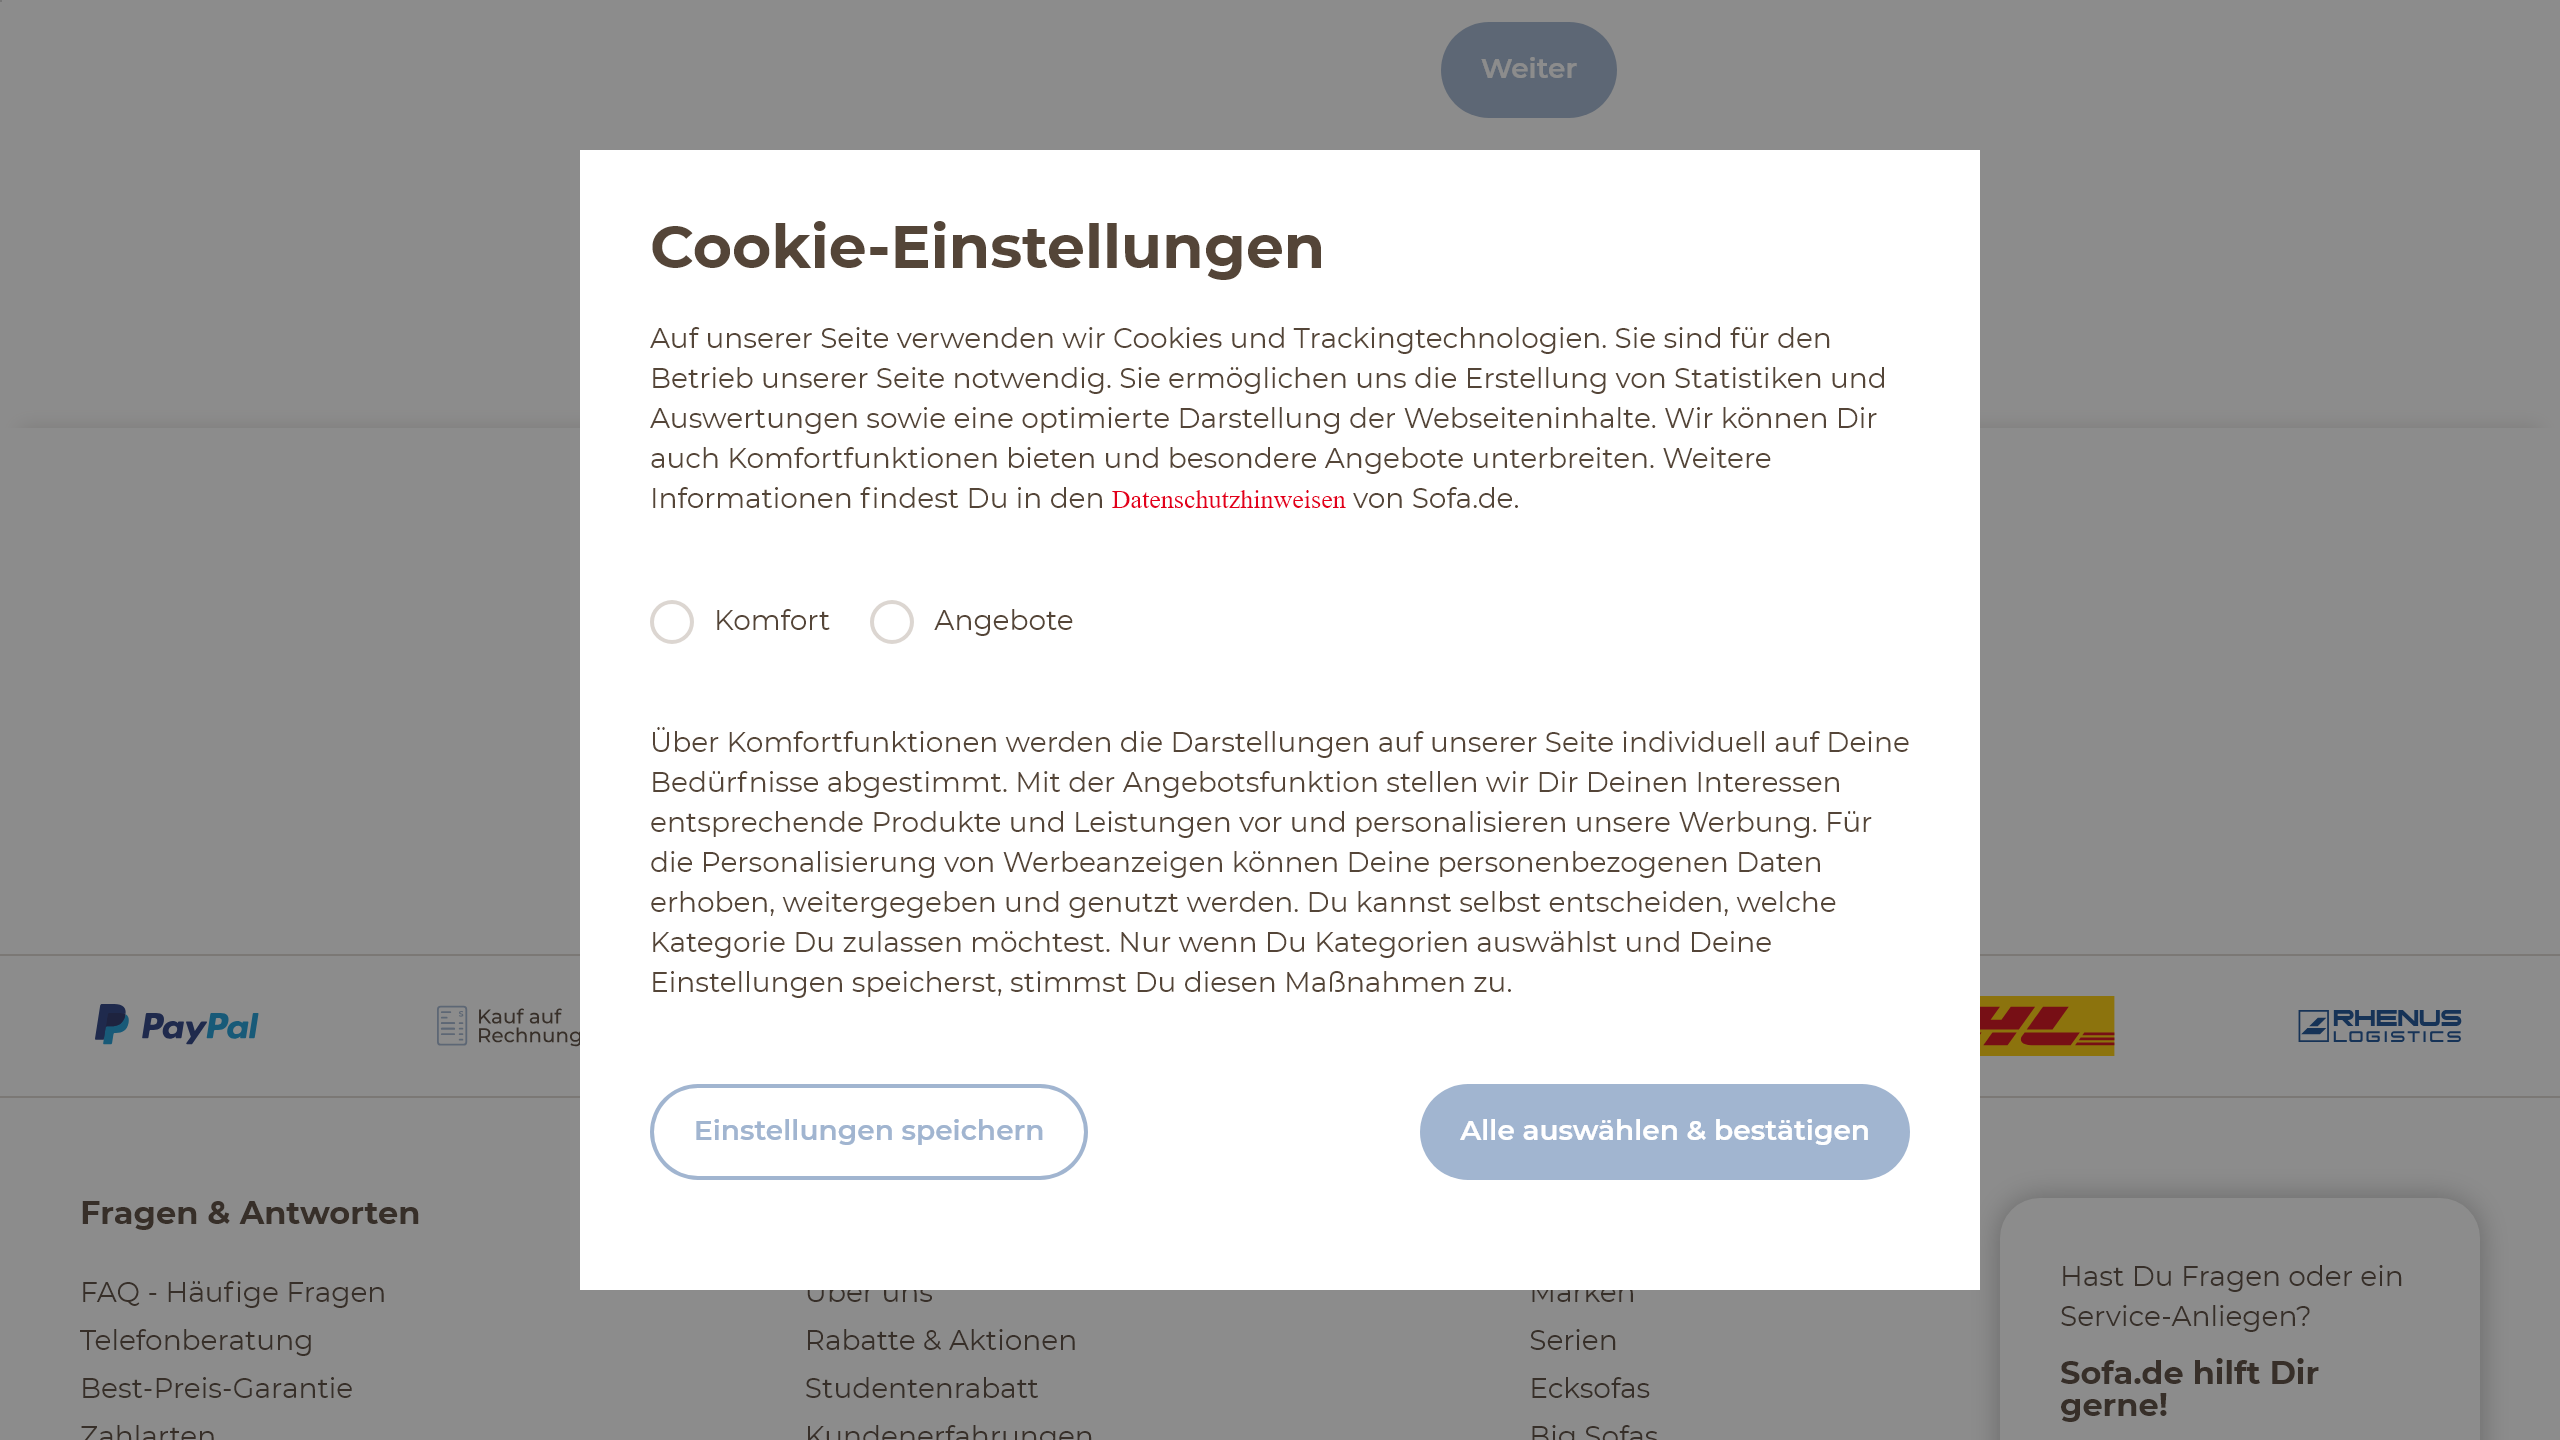 Weiter
Cookie-Einstellungen
Auf unserer Seite verwenden wir Cookies und Trackingtechnologien. Sie sind für den
Betrieb unserer Seite notwendig. Sie ermöglichen uns die Erstellung von Statistiken und
Auswertungen sowie eine optimierte Darstellung der Webseiteninhalte. Wir können Dir
auch Komfortfunktionen bieten und besondere Angebote unterbreiten. Weitere
Informationen findest Du in den Datenschutzhinweisen von Sofa.de.
Komfort Angebote
Über Komfortfunktionen werden die Darstellungen auf unserer Seite individuell auf Deine
Bedürfnisse abgestimmt. Mit der Angebotsfunktion stellen wir Dir Deinen Interessen
entsprechende Produkte und Leistungen vor und personalisieren unsere Werbung. Für
die Personalisierung von Werbeanzeigen können Deine personenbezogenen Daten
erhoben, weitergegeben und genutzt werden. Du kannst selbst entscheiden, welche
Kategorie Du zulassen möchtest. Nur wenn Du Kategorien auswählst und Deine
Einstellungen speicherst, stimmst Du diesen Maßnahmen zu.
Einstellungen speichern
Alle auswählen & bestätigen
PayPal
Kauf auf
Rechnung
HL
RHENUS
LOGISTICS
Fragen & Antworten
FAQ - Häufige Fragen
Telefonberatung
Best-Preis-Garantie
Zahlarten
Über uns
Rabatte & Aktionen
Studentenrabatt
Kundenerfahrungen
Marken
Serien
Ecksofas
Big Sofas
Hast Du Fragen oder ein
Service-Anliegen?
Sofa.de hilft Dir
gerne!